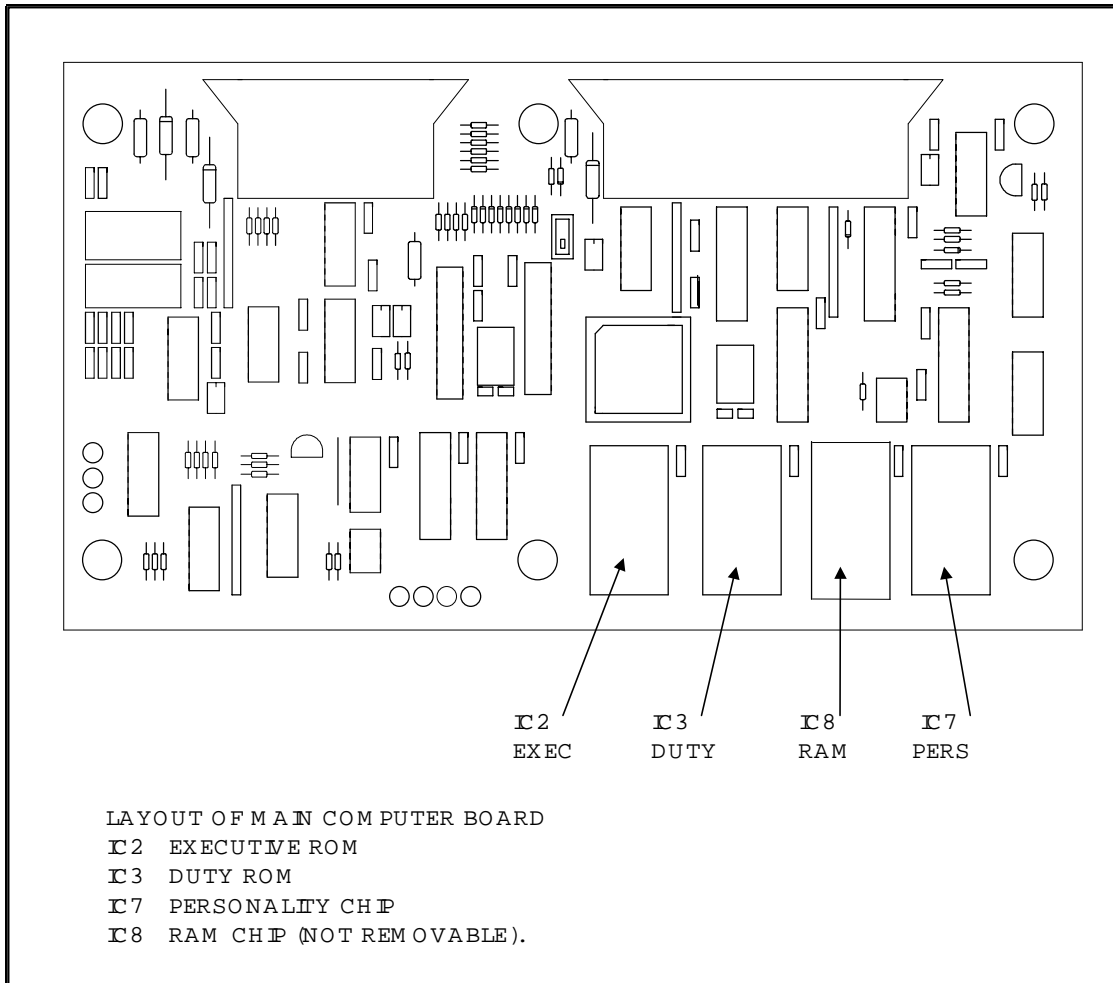 IC2 IC3 IC8 IC7
EXEC DUTY RAM PERS
LAYOUT OF MAIN COMPUTER BOARD
IC2 EXECUTIVE ROM
IC3 DUTY ROM
IC7 PERSONALITY CHIP
IC8 RAM CHIP (NOT REMOVABLE).